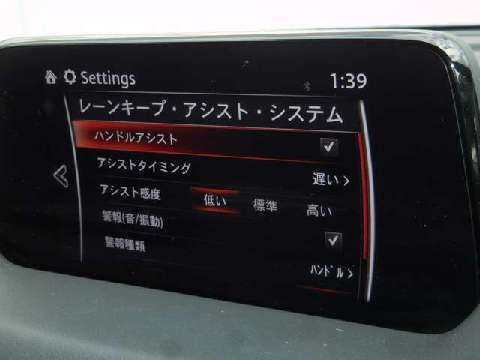 Settings
1:39
レーンキープ・アシスト・システム
ハンドルアシスト
アシストタイミング
遅い
アシスト感度
低い 標準 高い
警報(音/振動)
警報種類
ハンドル